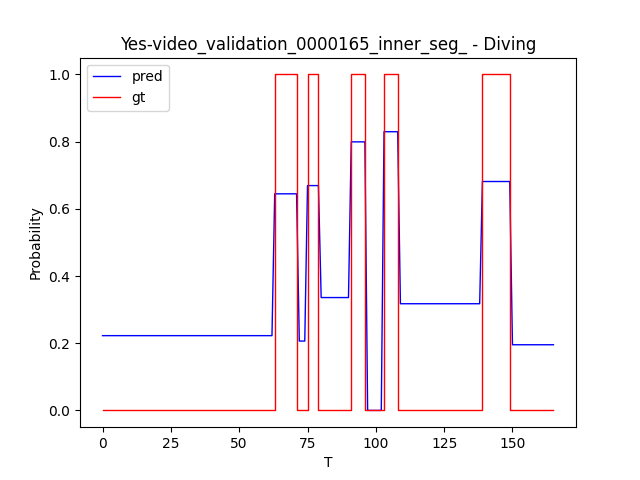 Yes-video_validation_0000165_inner_seg_ - Diving
pred
gt
1.0
0.8
0.6
0.4
0.2
0.0
Probability
0 25 50 75 100 125 150
T